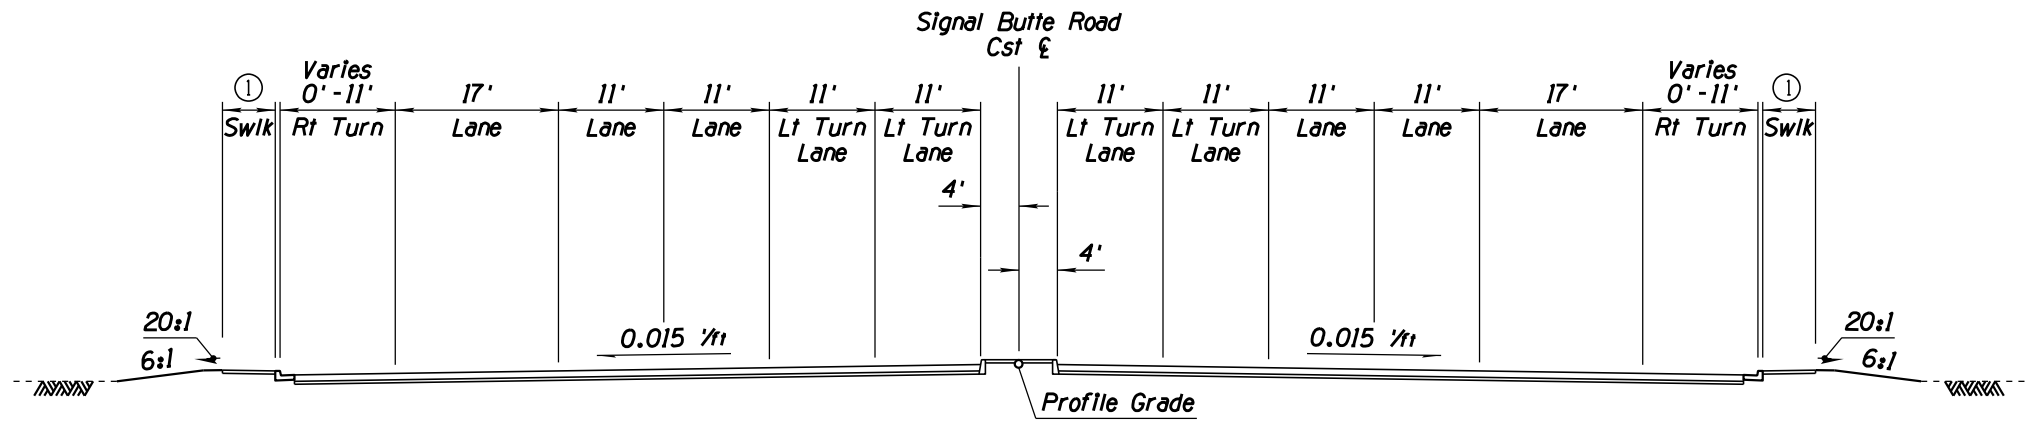 Signal Butte Road
Cst ℄
① Varies 0'-11' 17' 11' 11' 11' 11' 11' 11' 11' 11' 17' Varies 0'-11' ①
Swlk Rt Turn Lane Lane Lane Lt Turn Lane Lt Turn Lane Lt Turn Lane Lt Turn Lane Lane Lane Lane Rt Turn Swlk
4'
4'
20:1 0.015 '/ft 0.015 '/ft 20:1
6:1 6:1
Profile Grade